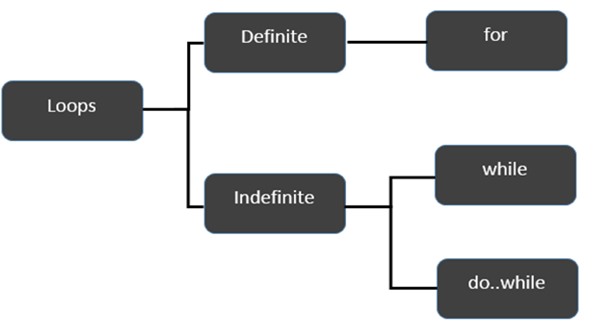 Loops
Definite
for
Indefinite
while
do..while